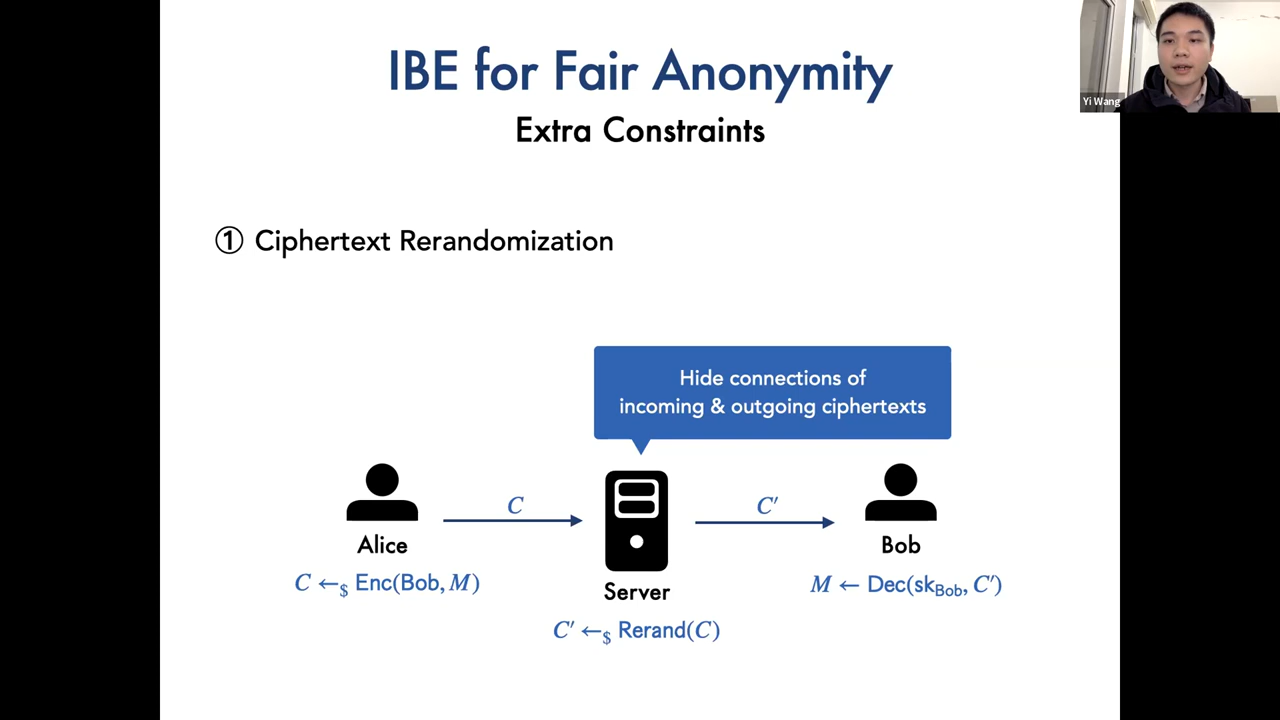 IBE for Fair Anonymity
Extra Constraints
Yi Wang
① Ciphertext Rerandomization
Hide connections of
incoming & outgoing ciphertexts
C
C′
Alice
Bob
C ←$ Enc(Bob, M)
Server
M ← Dec(skBob, C′)
C′ ←$ Rerand(C)